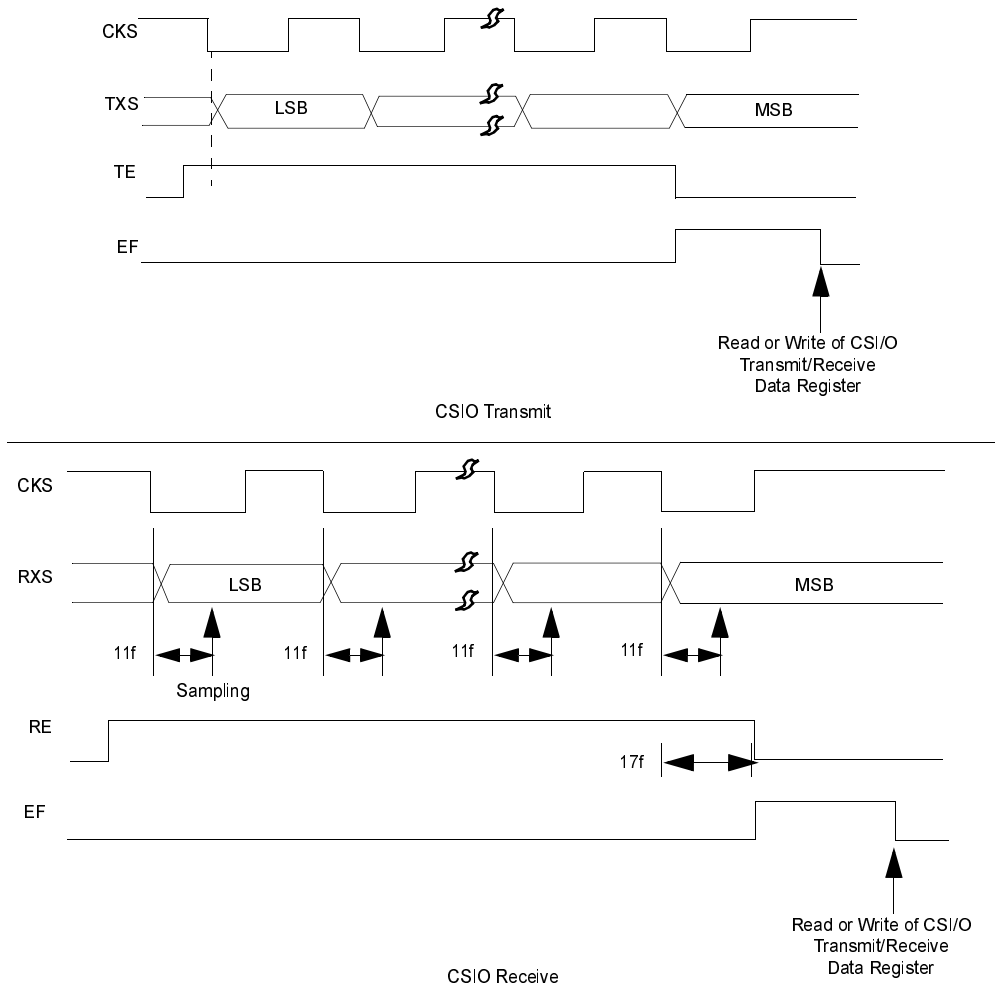 CKS
TXS
LSB
MSB
TE
EF
Read or Write of CSI/O
Transmit/Receive
Data Register
CSIO Transmit
CKS
RXS
LSB
MSB
11f
11f
11f
11f
Sampling
RE
17f
EF
Read or Write of CSI/O
Transmit/Receive
Data Register
CSIO Receive